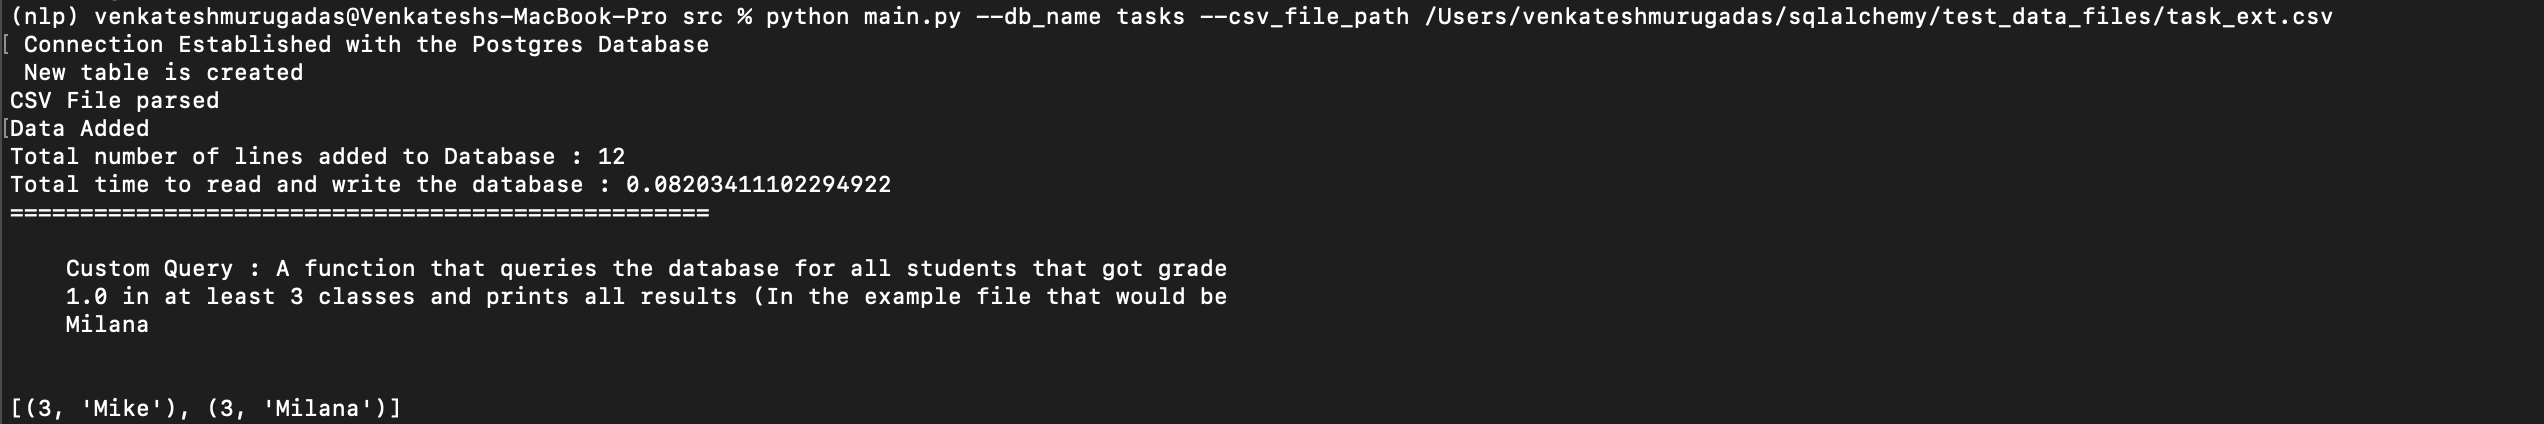 (nlp) venkateshmurugadas@Venkateshs-MacBook-Pro src % python main.py --db_name tasks --csv_file_path /Users/venkateshmurugadas/sqlalchemy/test_data_files/task_ext.csv
[ Connection Established with the Postgres Database
New table is created
CSV File parsed
[Data Added
Total number of lines added to Database : 12
Total time to read and write the database : 0.08203411102294922
==================================================
Custom Query : A function that queries the database for all students that got grade
1.0 in at least 3 classes and prints all results (In the example file that would be
Milana
[(3, 'Mike'), (3, 'Milana')]